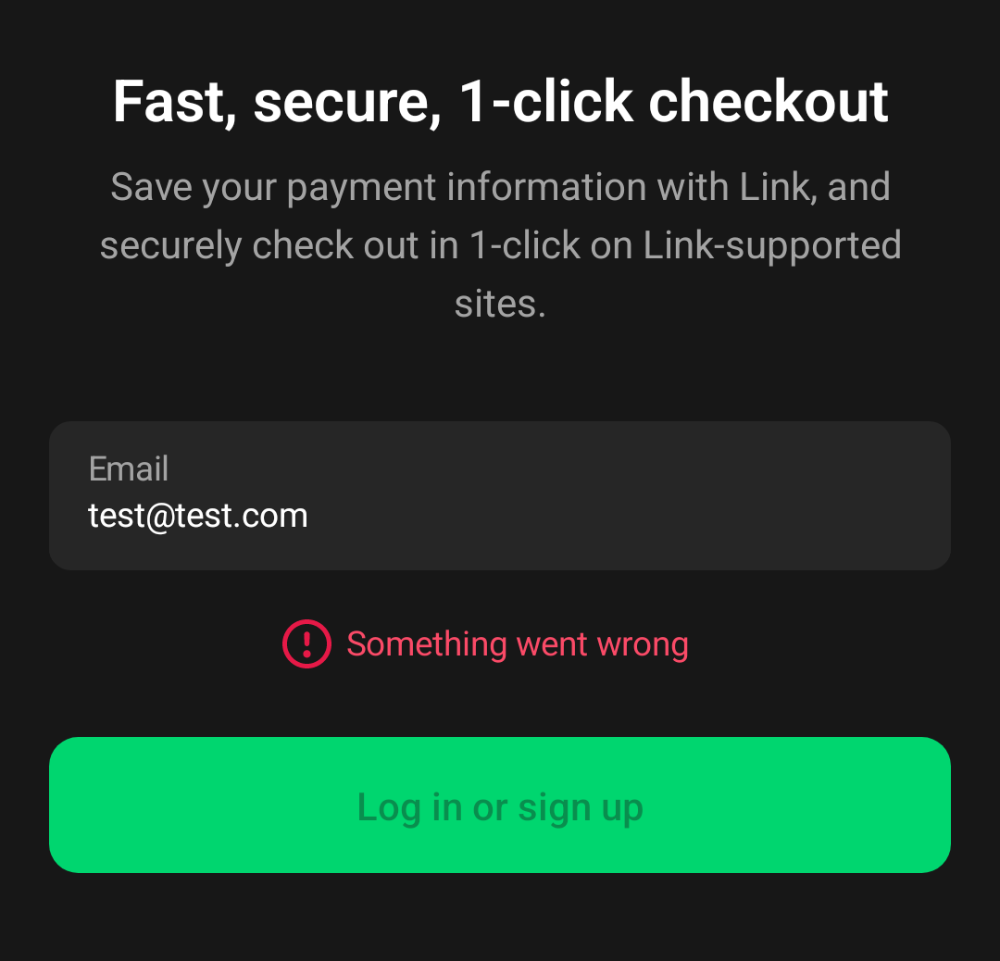 Fast, secure, 1-click checkout
Save your payment information with Link, and
securely check out in 1-click on Link-supported
sites.
Email
test@test.com
Something went wrong
Log in or sign up